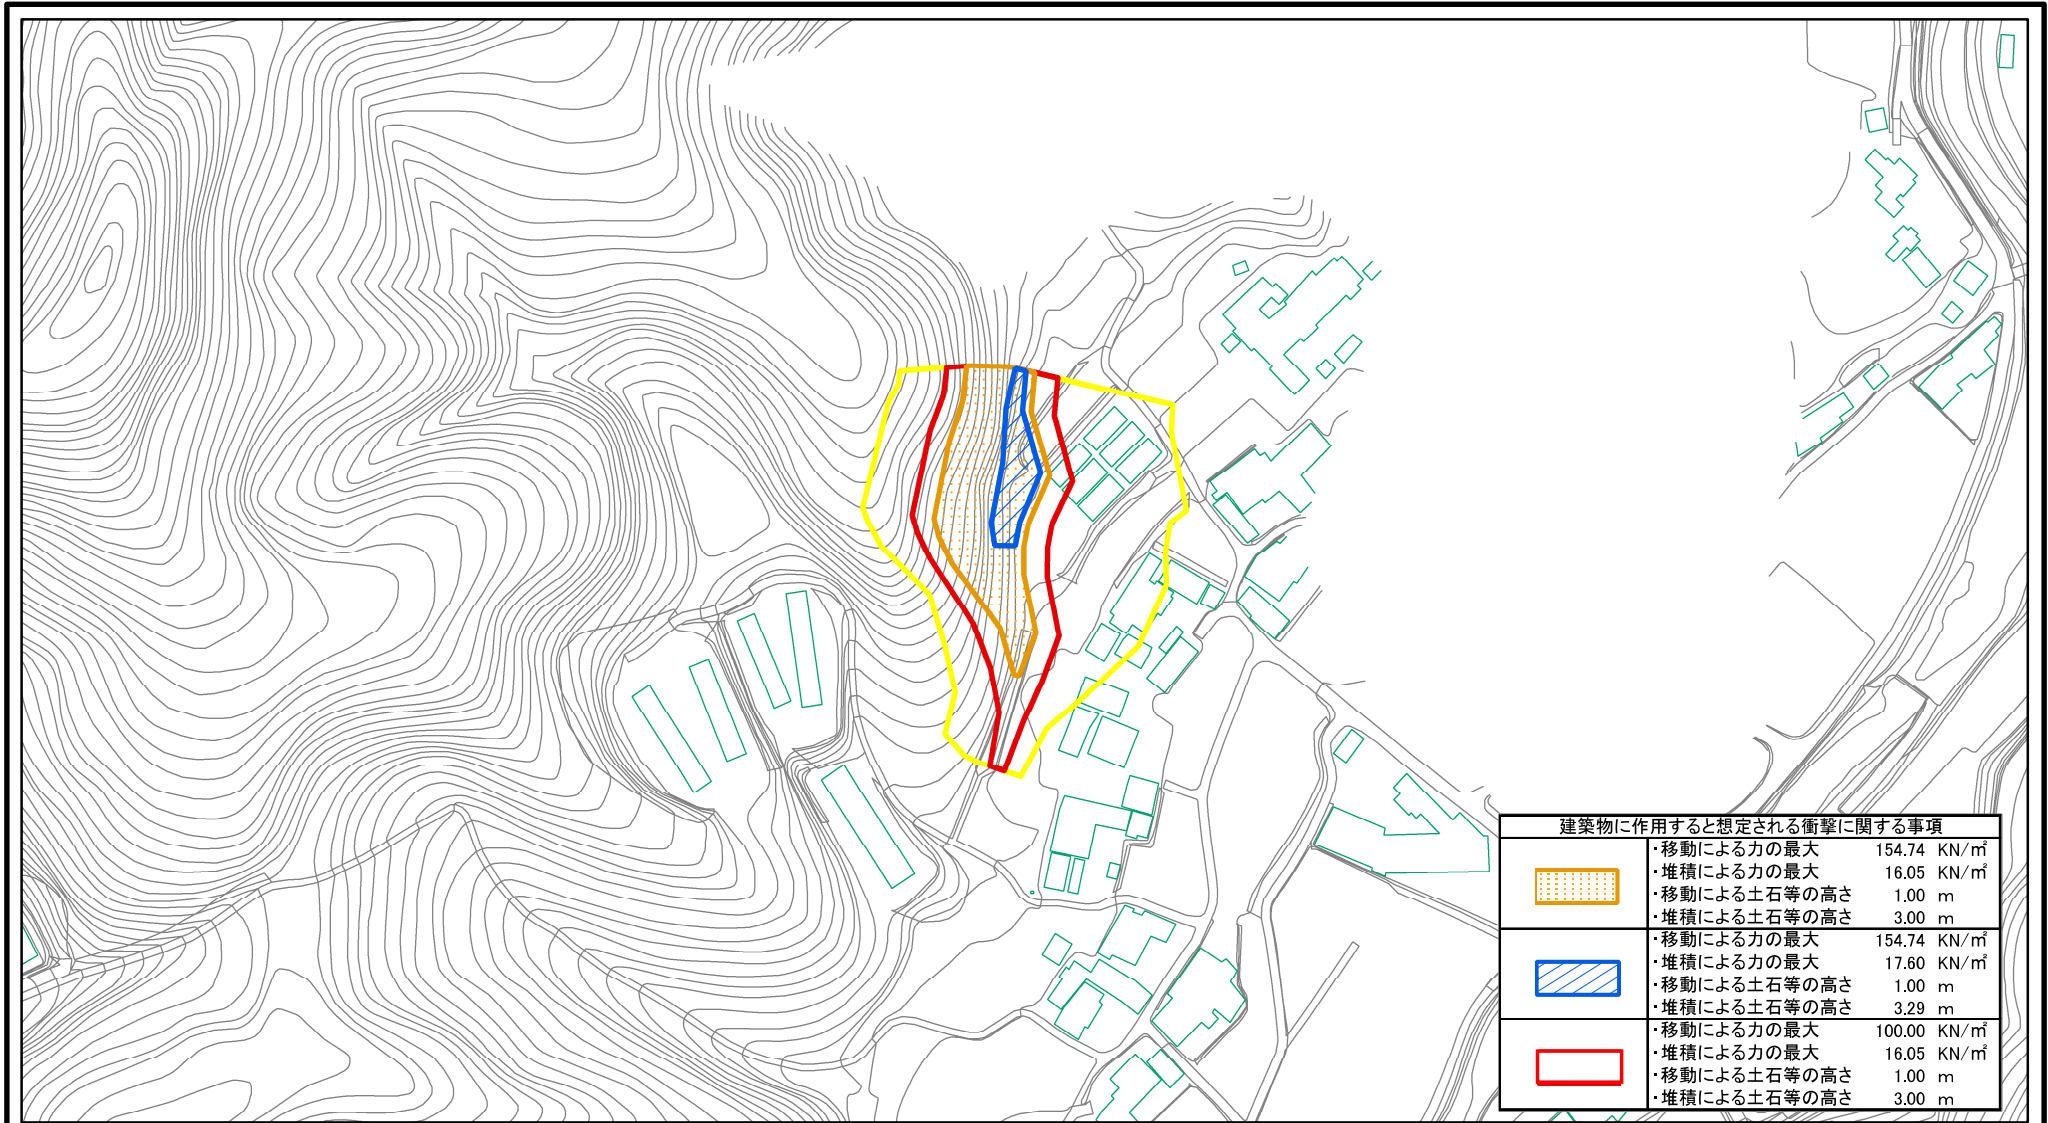 建築物に作用すると想定される衝撃に関する事項
・移動による力の最大 154.74 KN/㎡
・堆積による力の最大 16.05 KN/㎡
・移動による土石等の高さ 1.00 m
・堆積による土石等の高さ 3.00 m
・移動による力の最大 154.74 KN/㎡
・堆積による力の最大 17.60 KN/㎡
・移動による土石等の高さ 1.00 m
・堆積による土石等の高さ 3.29 m
・移動による力の最大 100.00 KN/㎡
・堆積による力の最大 16.05 KN/㎡
・移動による土石等の高さ 1.00 m
・堆積による土石等の高さ 3.00 m